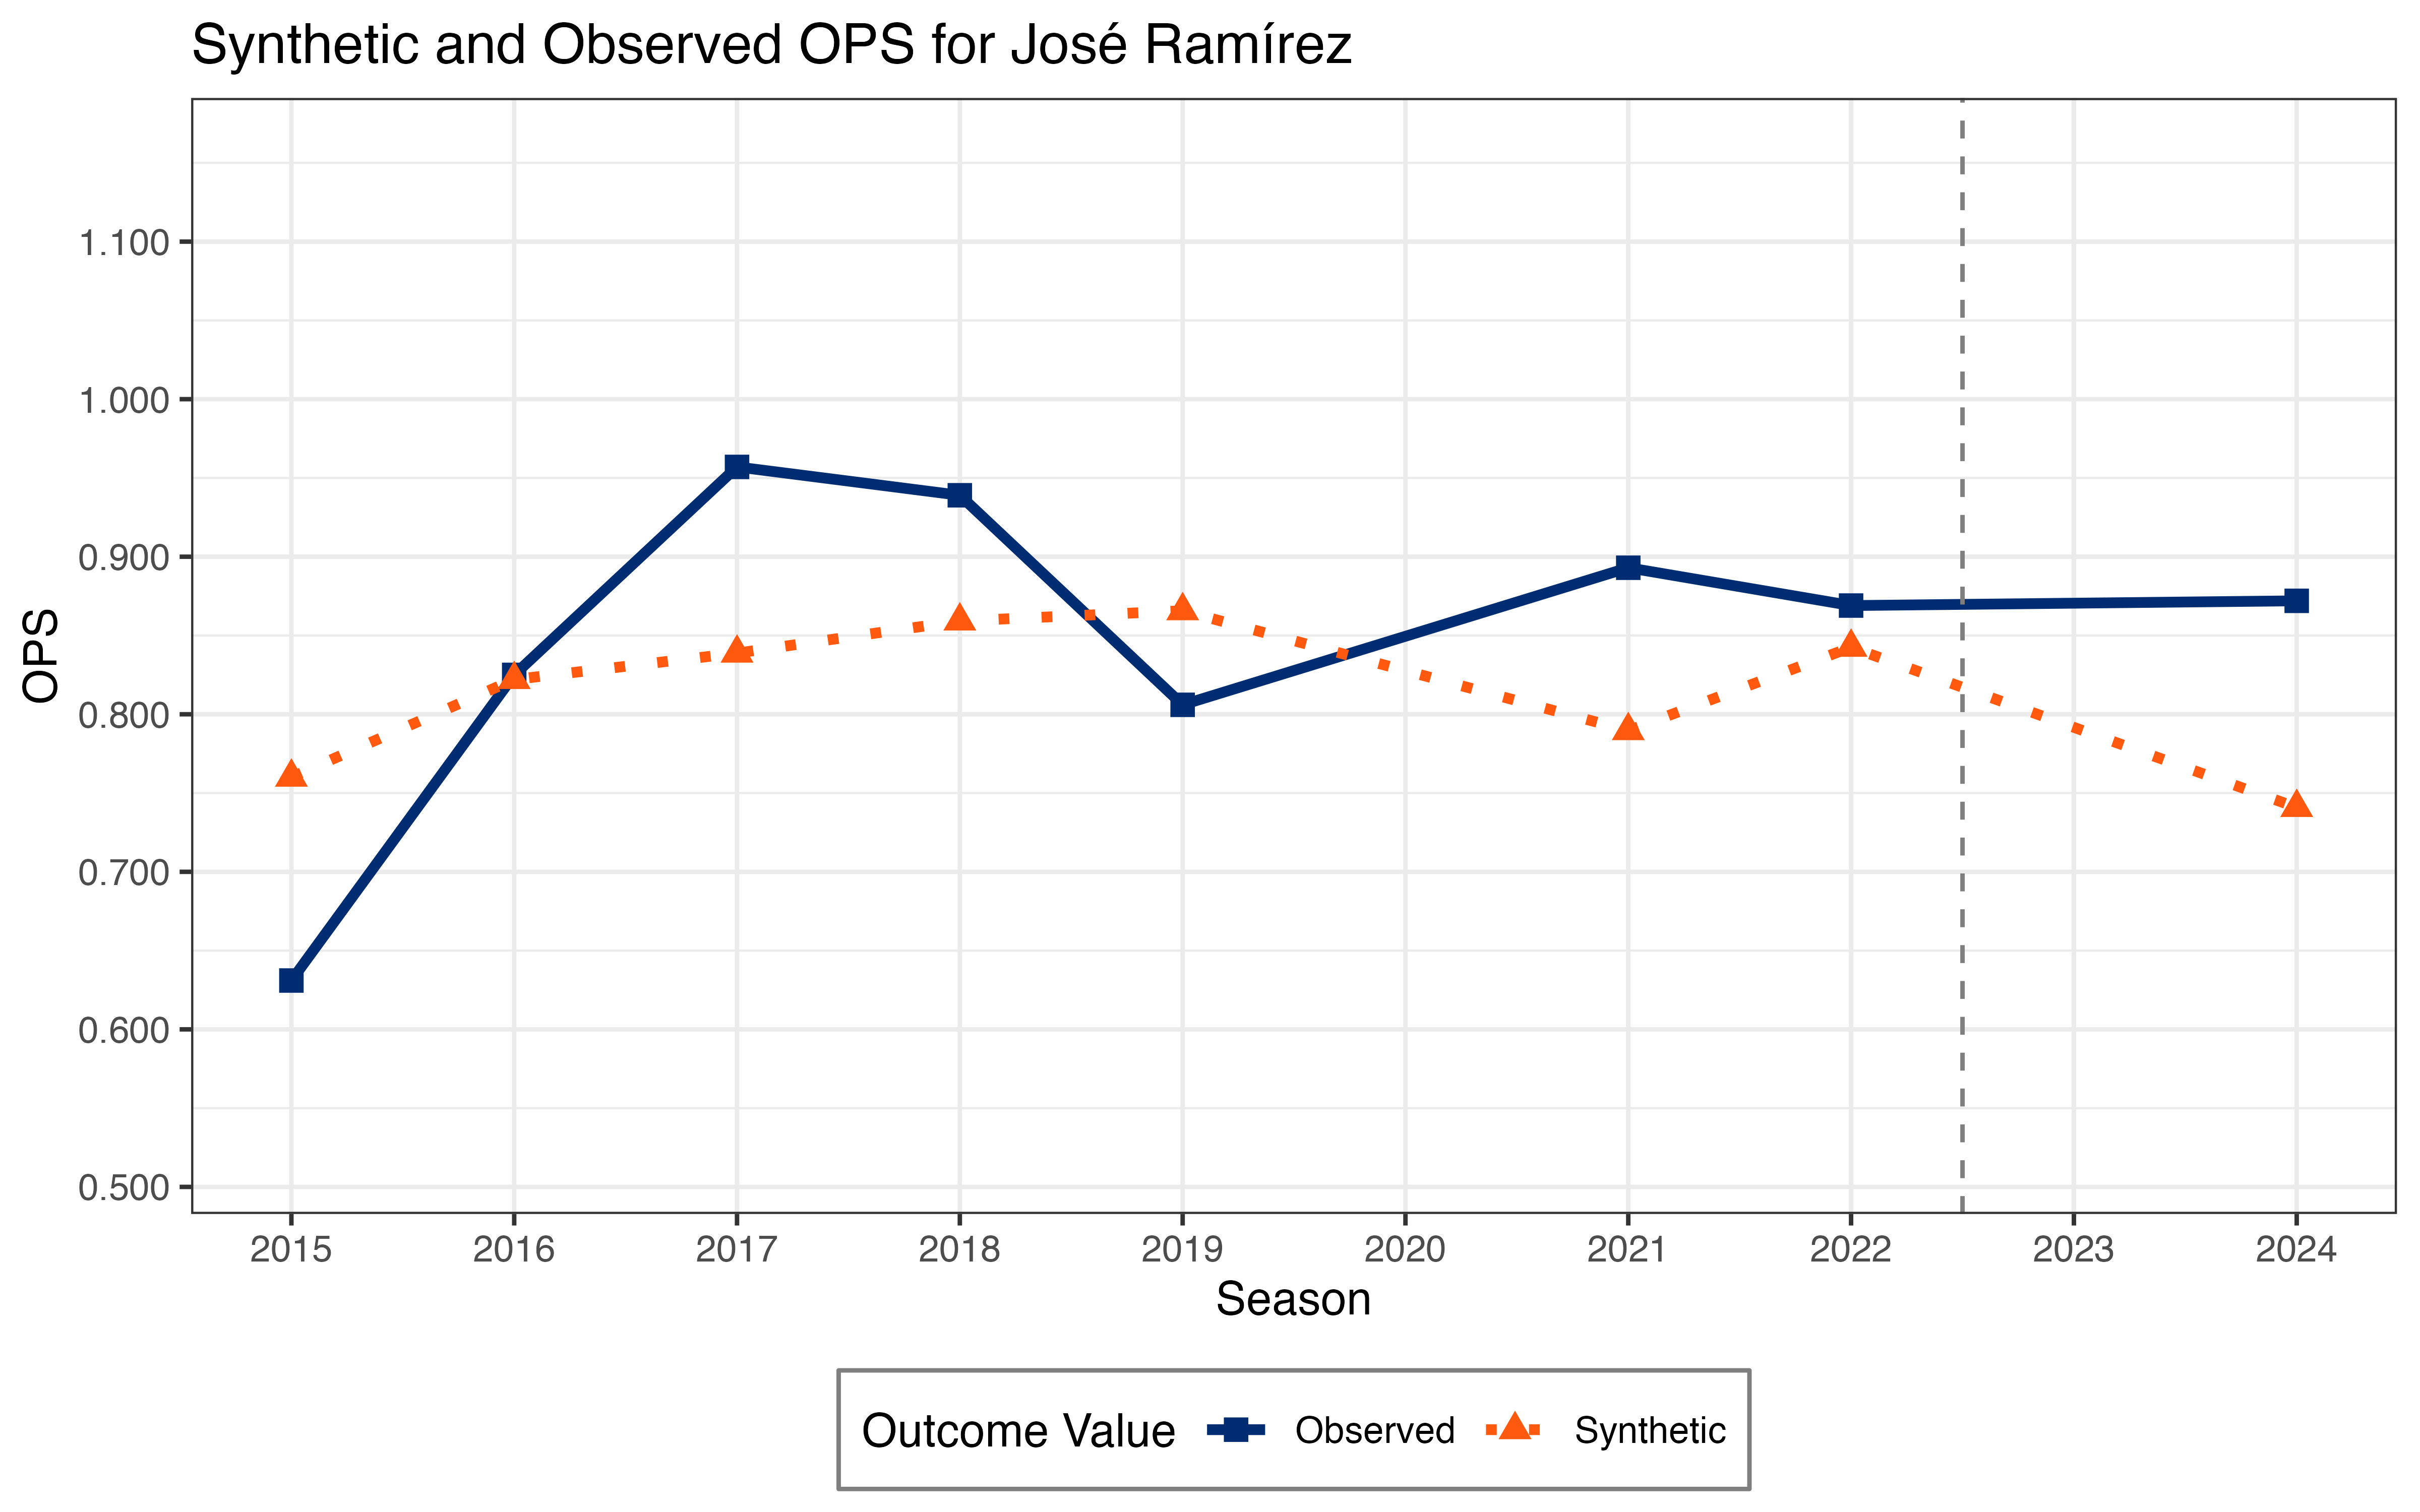 Synthetic and Observed OPS for José Ramírez
OPS
1.100
1.000
0.900
0.800
0.700
0.600
0.500
2015 2016 2017 2018 2019 2020 2021 2022 2023 2024
Season
Outcome Value Observed Synthetic